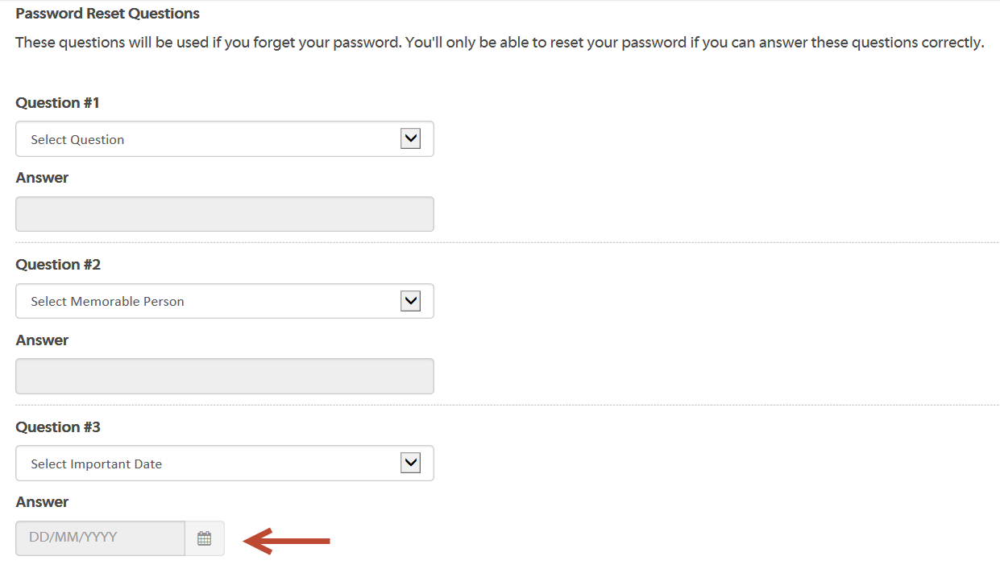 Password Reset Questions
These questions will be used if you forget your password. You'll only be able to reset your password if you can answer these questions correctly.
Question #1
Select Question
Answer
Question #2
Select Memorable Person
Answer
Question #3
Select Important Date
Answer
DD/MM/YYYY